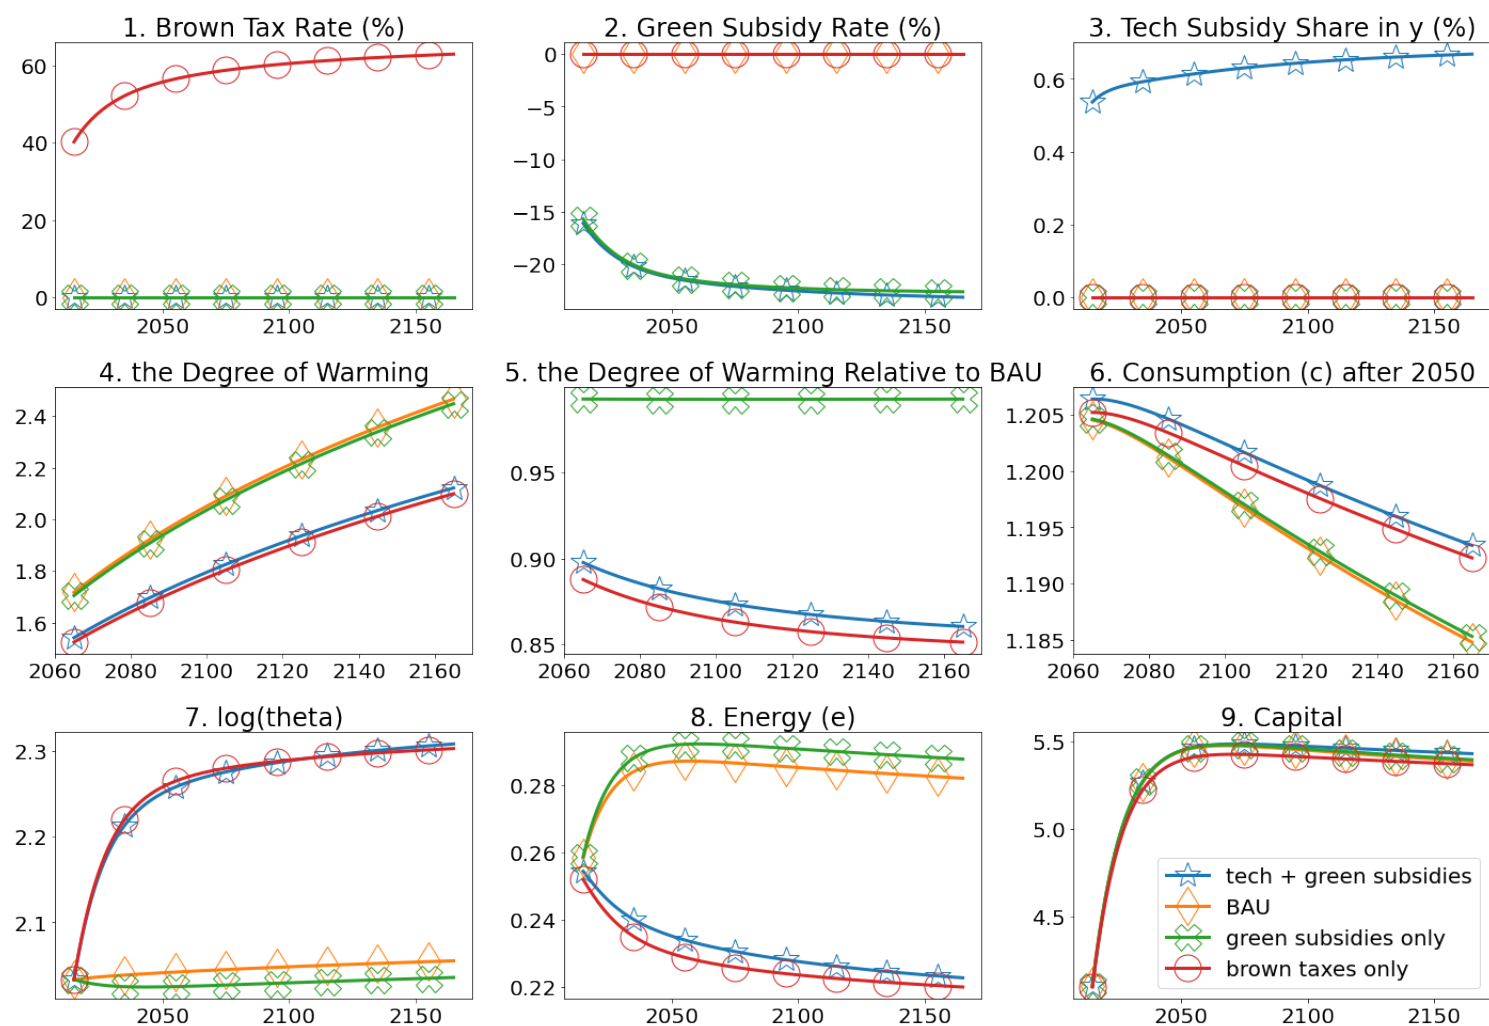 1. Brown Tax Rate (%)
60
40
20
0
2050 2100 2150
2. Green Subsidy Rate (%)
0
−5
−10
−15
−20
2050 2100 2150
3. Tech Subsidy Share in y (%)
0.6
0.4
0.2
0.0
2050 2100 2150
4. the Degree of Warming
2.4
2.2
2.0
1.8
1.6
2060 2080 2100 2120 2140 2160
5. the Degree of Warming Relative to BAU
0.95
0.90
0.85
2060 2080 2100 2120 2140 2160
6. Consumption (c) after 2050
1.205
1.200
1.195
1.190
1.185
2060 2080 2100 2120 2140 2160
7. log(theta)
2.3
2.2
2.1
2050 2100 2150
8. Energy (e)
0.28
0.26
0.24
0.22
2050 2100 2150
9. Capital
5.5
5.0
4.5
tech + green subsidies
BAU
green subsidies only
brown taxes only
2050 2100 2150